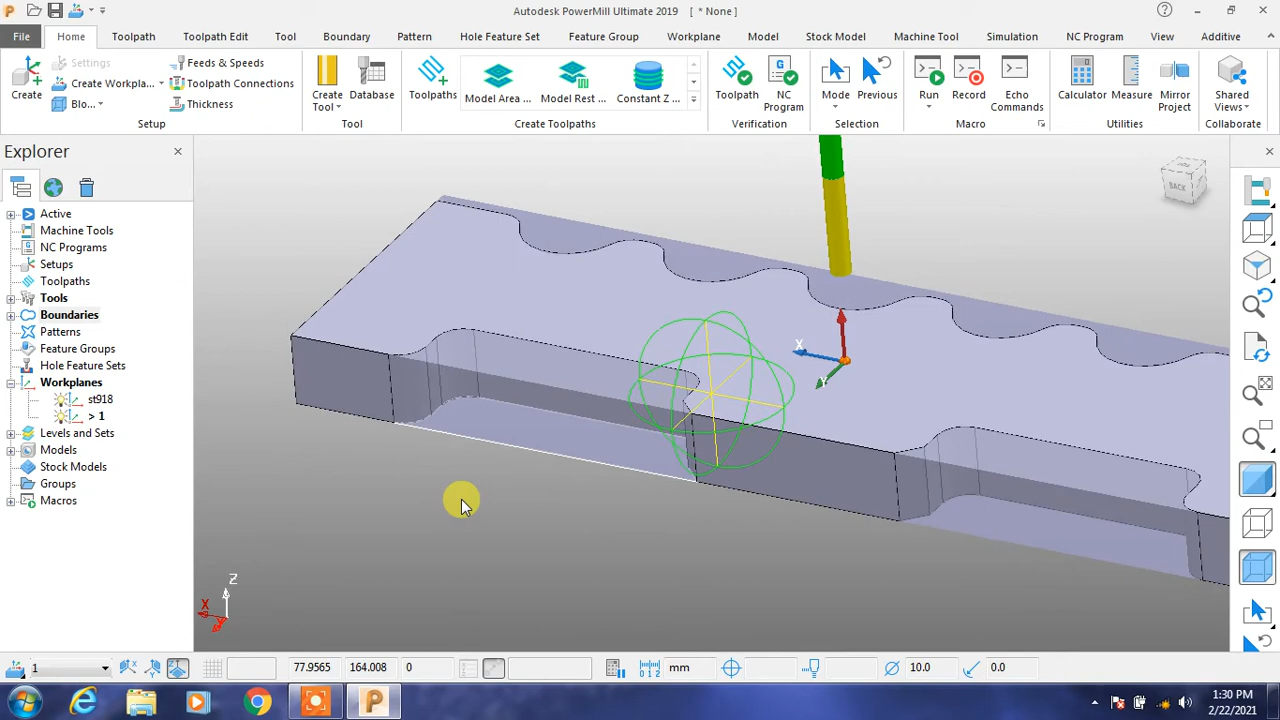 Autodesk PowerMill Ultimate 2019 [ * None ]
File Home Toolpath Toolpath Edit Tool Boundary Pattern Hole Feature Set Feature Group Workplane Model Stock Model Machine Tool Simulation NC Program View Additive
Create
Settings
Create Workpla...
Blo...
Feeds & Speeds
Toolpath Connections
Thickness
Setup
Create Tool
Database
Tool
Toolpaths
Model Area ...
Model Rest ...
Constant Z ...
Create Toolpaths
Toolpath
NC Program
Verification
Mode
Previous
Selection
Run
Record
Echo Commands
Macro
Calculator
Measure
Mirror Project
Utilities
Shared Views
Collaborate
Explorer
Active
Machine Tools
NC Programs
Setups
Toolpaths
Tools
Boundaries
Patterns
Feature Groups
Hole Feature Sets
Workplanes
st918
> 1
Levels and Sets
Models
Stock Models
Groups
Macros
BACK
X
Y
Z
X
Y
1 77.9565 164.008 0 mm 10.0 0.0
1:30 PM
2/22/2021